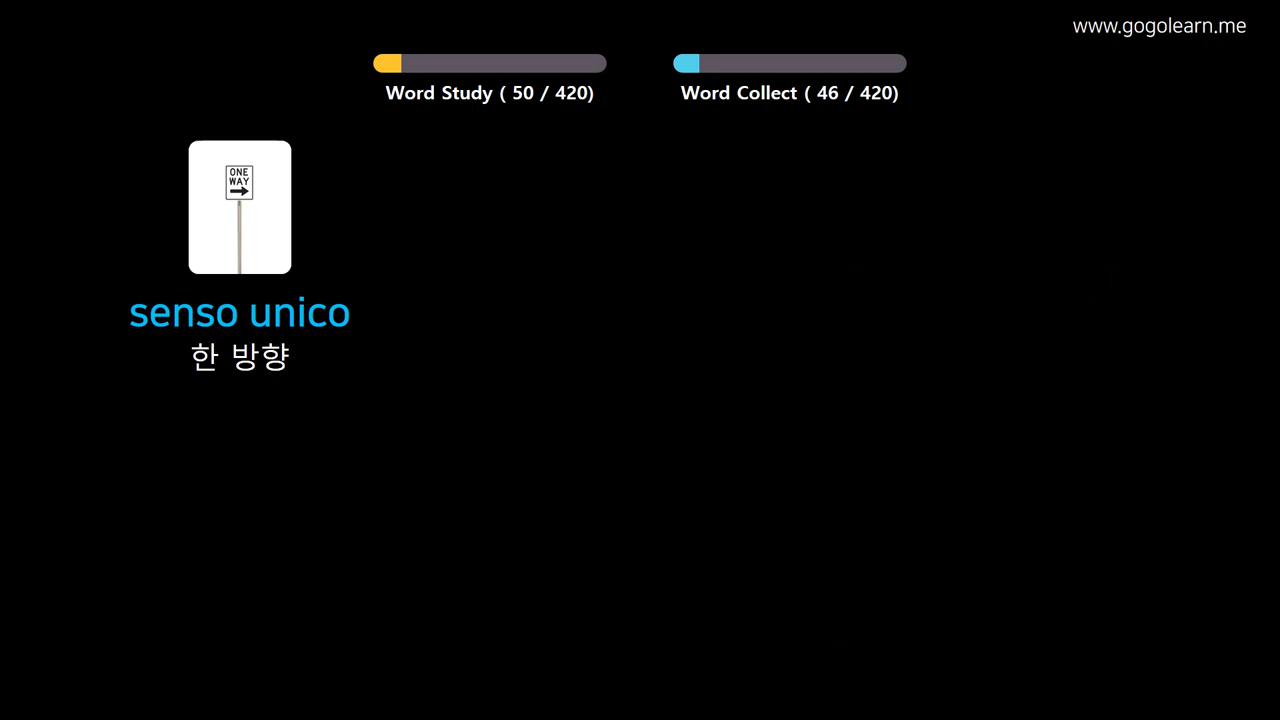 www.gogolearn.me
Word Study ( 50 / 420)
Word Collect ( 46 / 420)
ONE
WAY
senso unico
한 방향